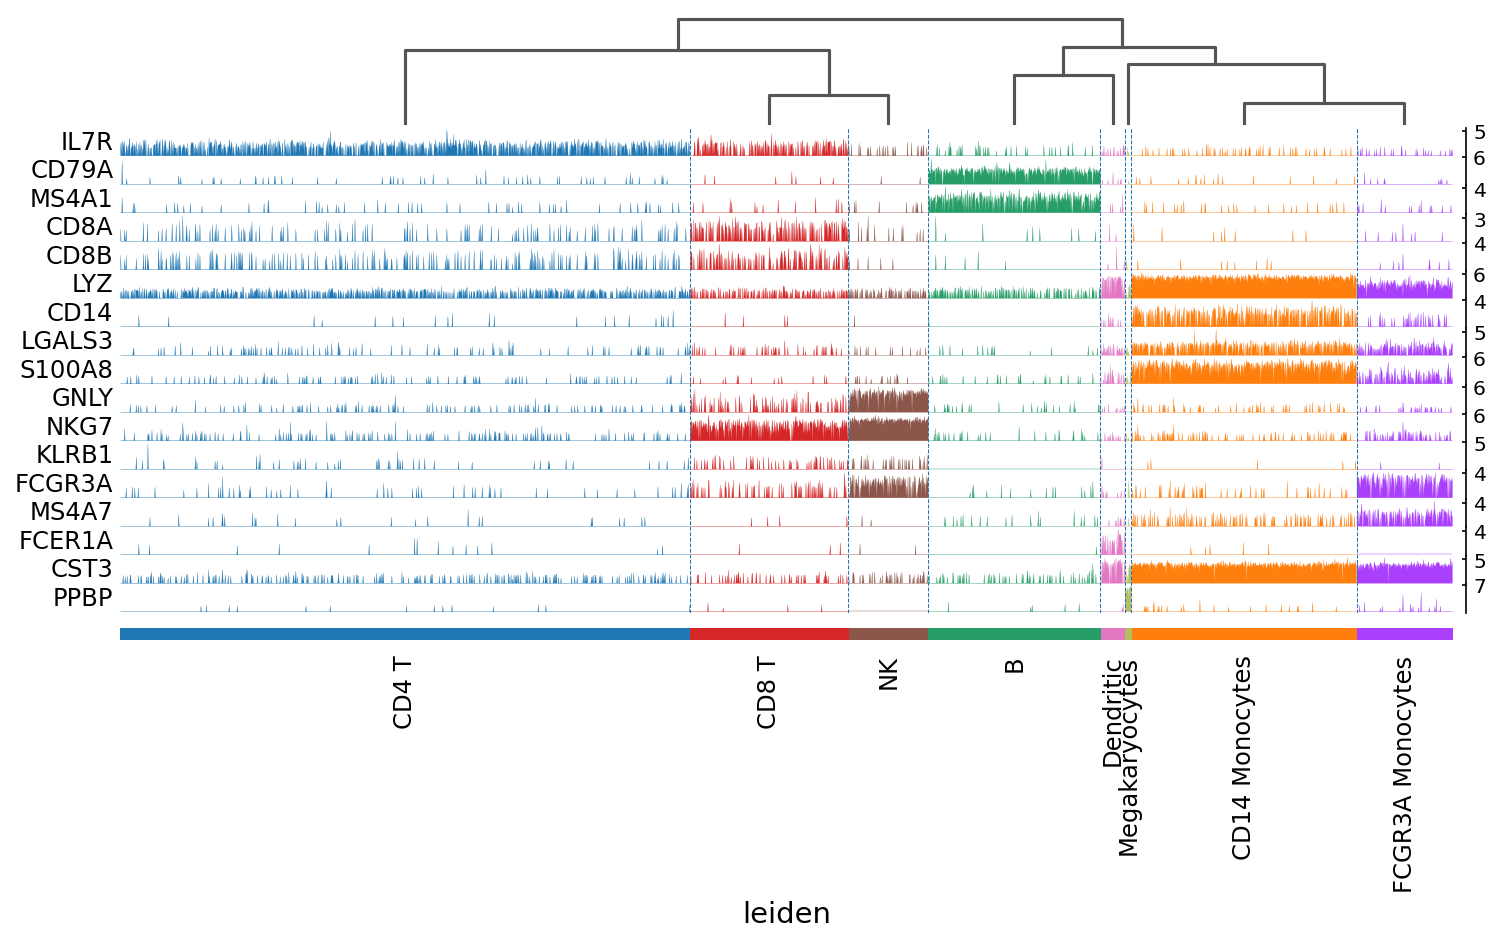 IL7R 5
CD79A 6
MS4A1 4
CD8A 3
CD8B 4
LYZ 6
CD14 4
LGALS3 5
S100A8 6
GNLY 6
NKG7 6
KLRB1 5
FCGR3A 4
MS4A7 4
FCER1A 4
CST3 5
PPBP 7
CD4 T
CD8 T
NK
B
Dendritic
Megakaryocytes
CD14 Monocytes
FCGR3A Monocytes
leiden